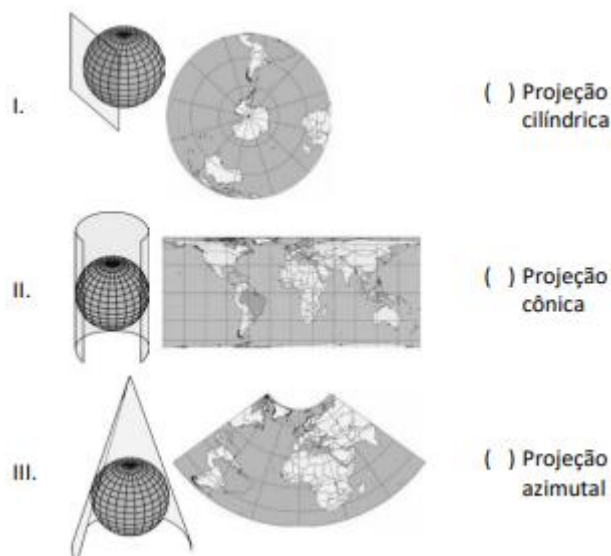 I.
( ) Projeção
cilíndrica
II.
( ) Projeção
cônica
III.
( ) Projeção
azimutal